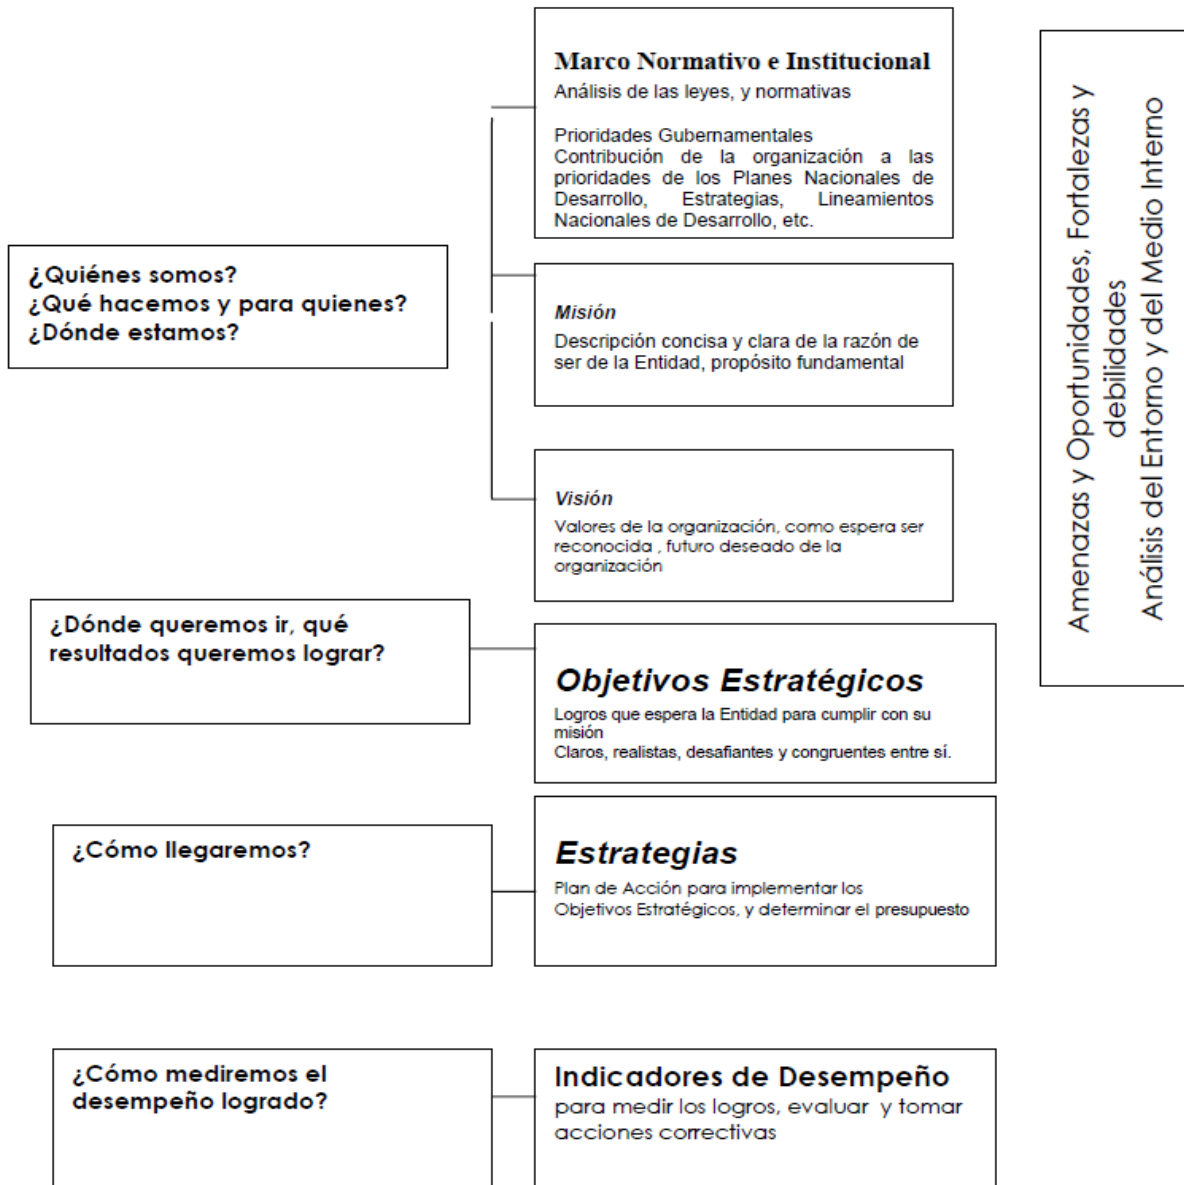 Marco Normativo e Institucional
Análisis de las leyes, y normativas
Prioridades Gubernamentales
Contribución de la organización a las
prioridades de los Planes Nacionales de
Desarrollo, Estrategias, Lineamientos
Nacionales de Desarrollo, etc.
¿Quiénes somos?
¿Qué hacemos y para quienes?
¿Dónde estamos?
Misión
Descripción concisa y clara de la razón de
ser de la Entidad, propósito fundamental
Visión
Valores de la organización, como espera ser
reconocida , futuro deseado de la
organización
¿Dónde queremos ir, qué
resultados queremos lograr?
Objetivos Estratégicos
Logros que espera la Entidad para cumplir con su
misión
Claros, realistas, desafiantes y congruentes entre sí.
¿Cómo llegaremos?
Estrategias
Plan de Acción para implementar los
Objetivos Estratégicos, y determinar el presupuesto
¿Cómo mediremos el
desempeño logrado?
Indicadores de Desempeño
para medir los logros, evaluar y tomar
acciones correctivas
Amenazas y Oportunidades, Fortalezas y
debilidades
Análisis del Entorno y del Medio Interno